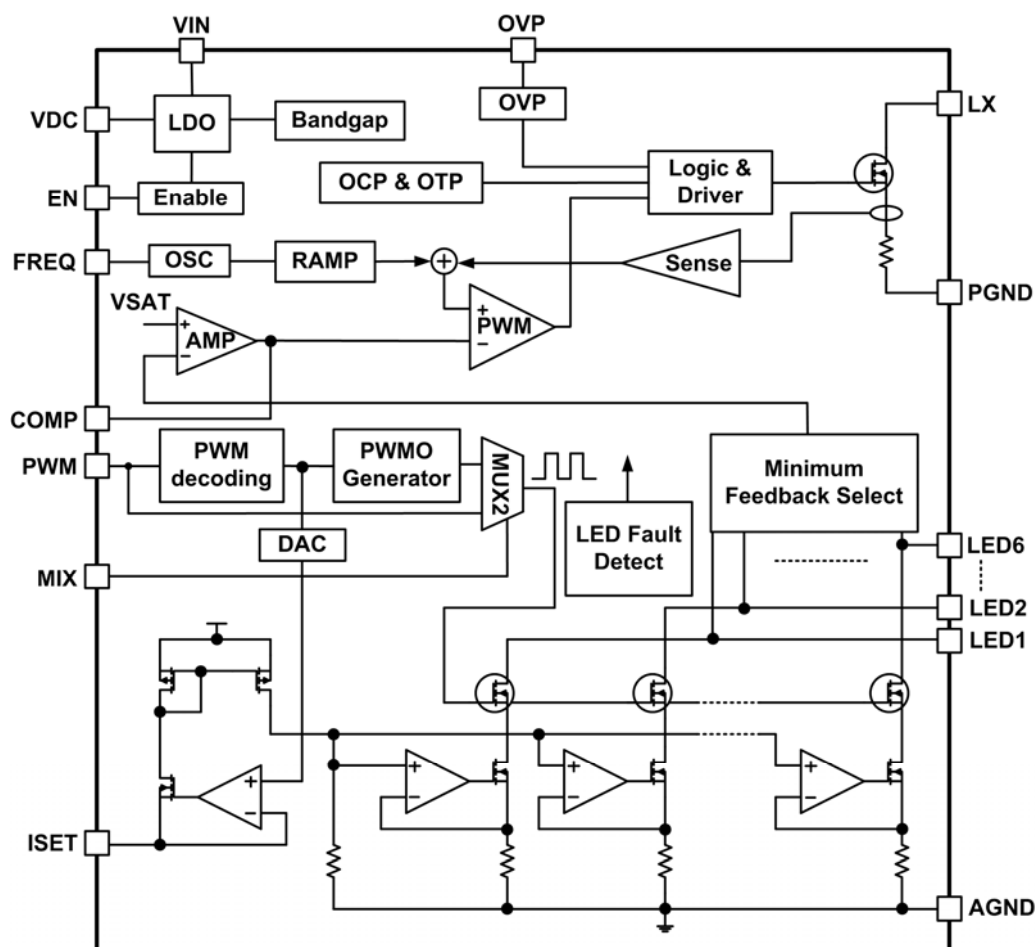 VIN
OVP
VDC
LDO
Bandgap
OVP
LX
EN
Enable
OCP & OTP
Logic &
Driver
FREQ
OSC
RAMP
+
Sense
PGND
VSAT
+
AMP
−
+
PWM
−
COMP
PWM
PWM
decoding
PWMO
Generator
MUX2
Minimum
Feedback Select
DAC
LED Fault
Detect
LED6
MIX
LED2
LED1
+
−
+
−
+
−
+
−
ISET
AGND